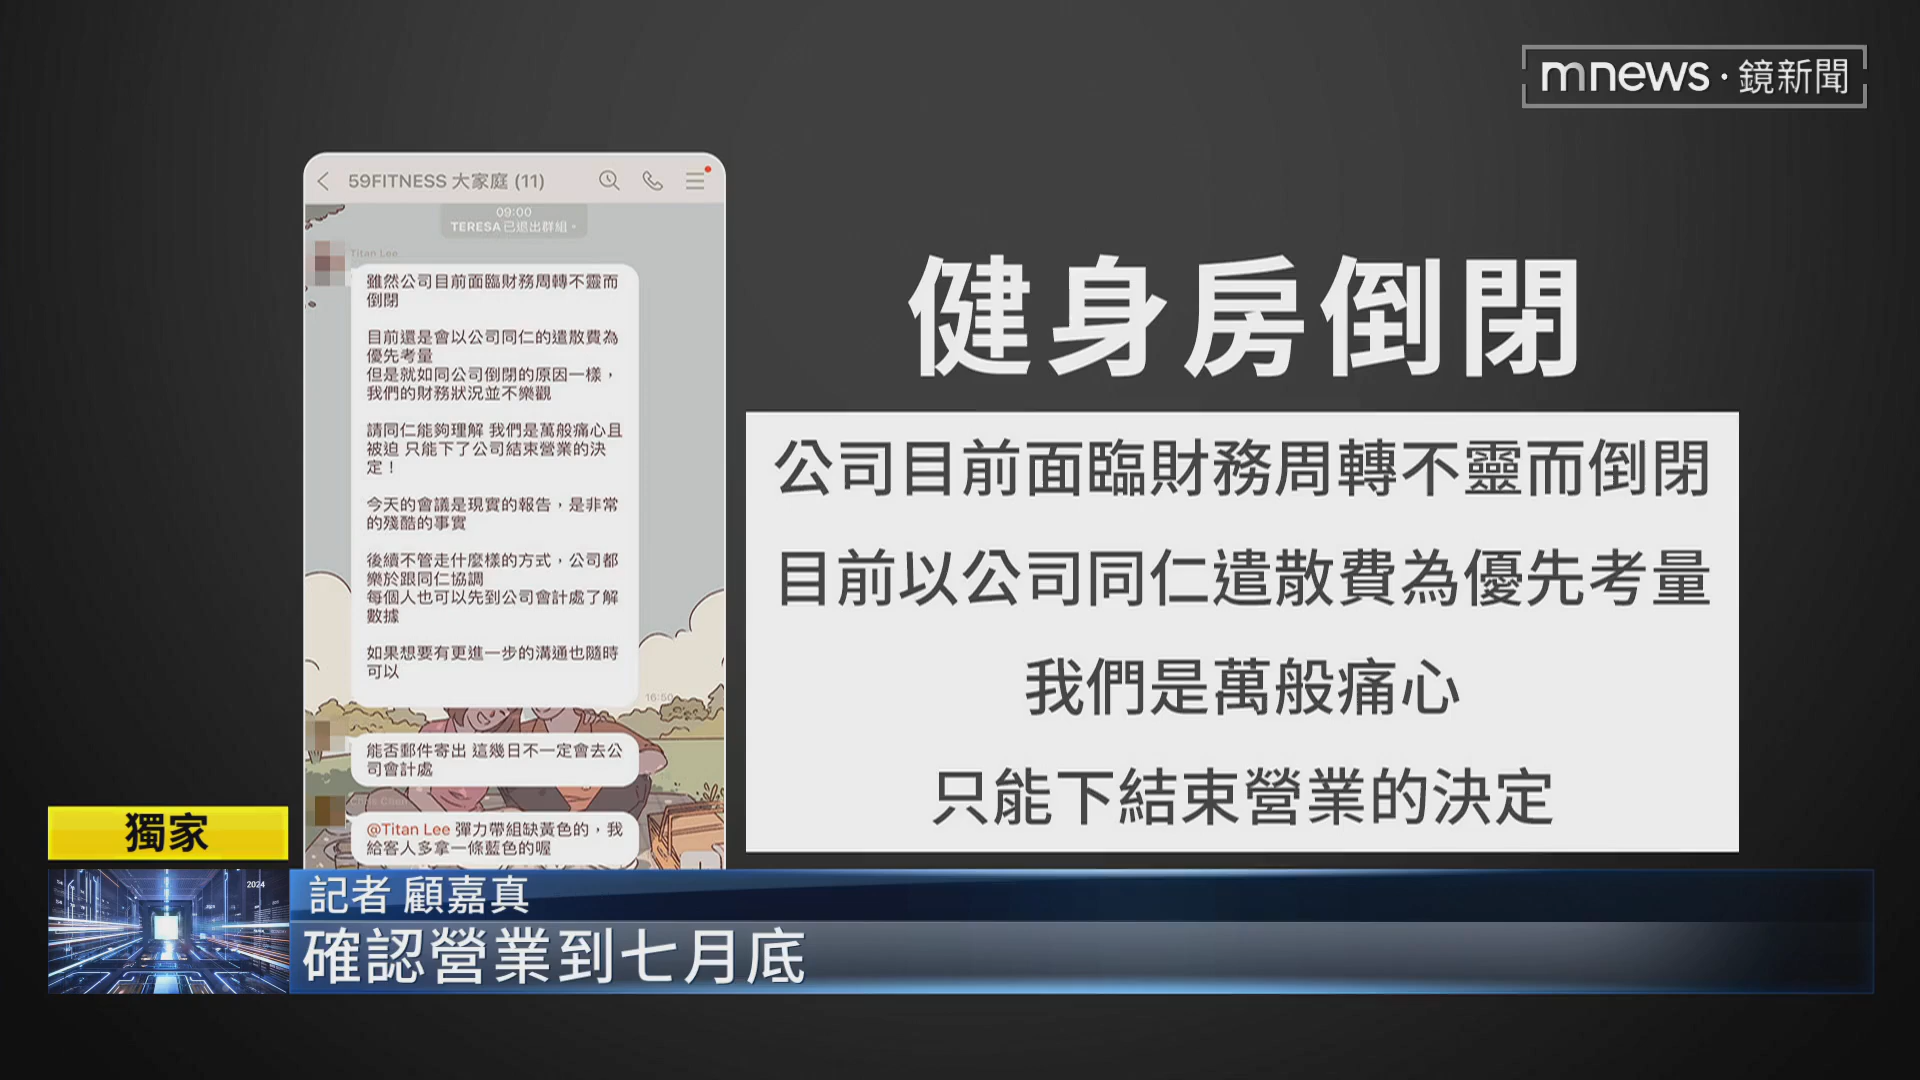 mnews·鏡新聞
59FITNESS 大家庭 (11)
09:00
TERESA 已退出群組
Titan Lee
雖然公司目前面臨財務周轉不靈而
倒閉
目前還是會以公司同仁的遣散費為
優先考量
但是就如同公司倒閉的原因一樣，
我們的財務狀況並不樂觀
請同仁能夠理解 我們是萬般痛心且
被迫 只能下了公司結束營業的決
定！
今天的會議是現實的報告，是非常
的殘酷的事實
後續不管走什麼樣的方式，公司都
樂於跟同仁協調
每個人也可以先到公司會計處了解
數據
如果想要有更進一步的溝通也隨時
可以
16:50
能否郵件寄出 這幾日不一定會去公
司會計處
@Titan Lee 彈力帶組缺黃色的，我
給客人多拿一條藍色的喔
健身房倒閉
公司目前面臨財務周轉不靈而倒閉
目前以公司同仁遣散費為優先考量
我們是萬般痛心
只能下結束營業的決定
獨家
2024
記者 顧嘉真
確認營業到七月底